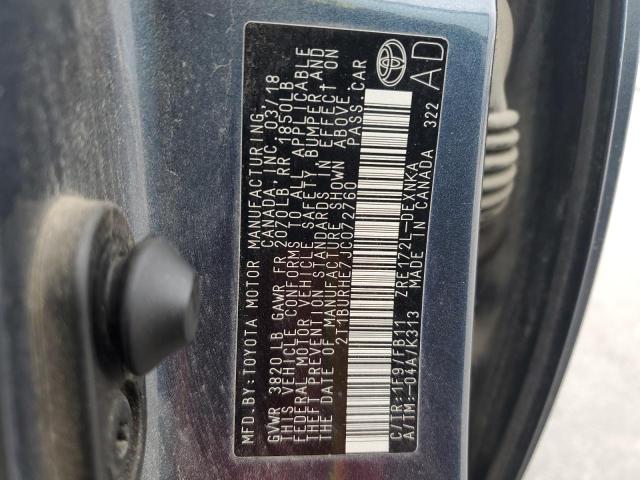 MFD.BY:TOYOTA MOTOR MANUFACTURING,
CANADA, INC. 03/18
GVWR 3820 LB GAWR FR 2070 LB, RR 1850LB
THIS VEHICLE CONFORMS TO ALL APPLICABLE
FEDERAL MOTOR VEHICLE SAFETY, BUMPER,AND
THEFT PREVENTION STANDARDS IN EFFECT ON
THE DATE OF MANUFACTURE SHOWN ABOVE.
2T1BURHE7JC072760 PASS.CAR
C/TR:1F9/FB11 ZRE172L-DEXNKA
A/TM:-04A/K313 MADE IN CANADA 322
AD